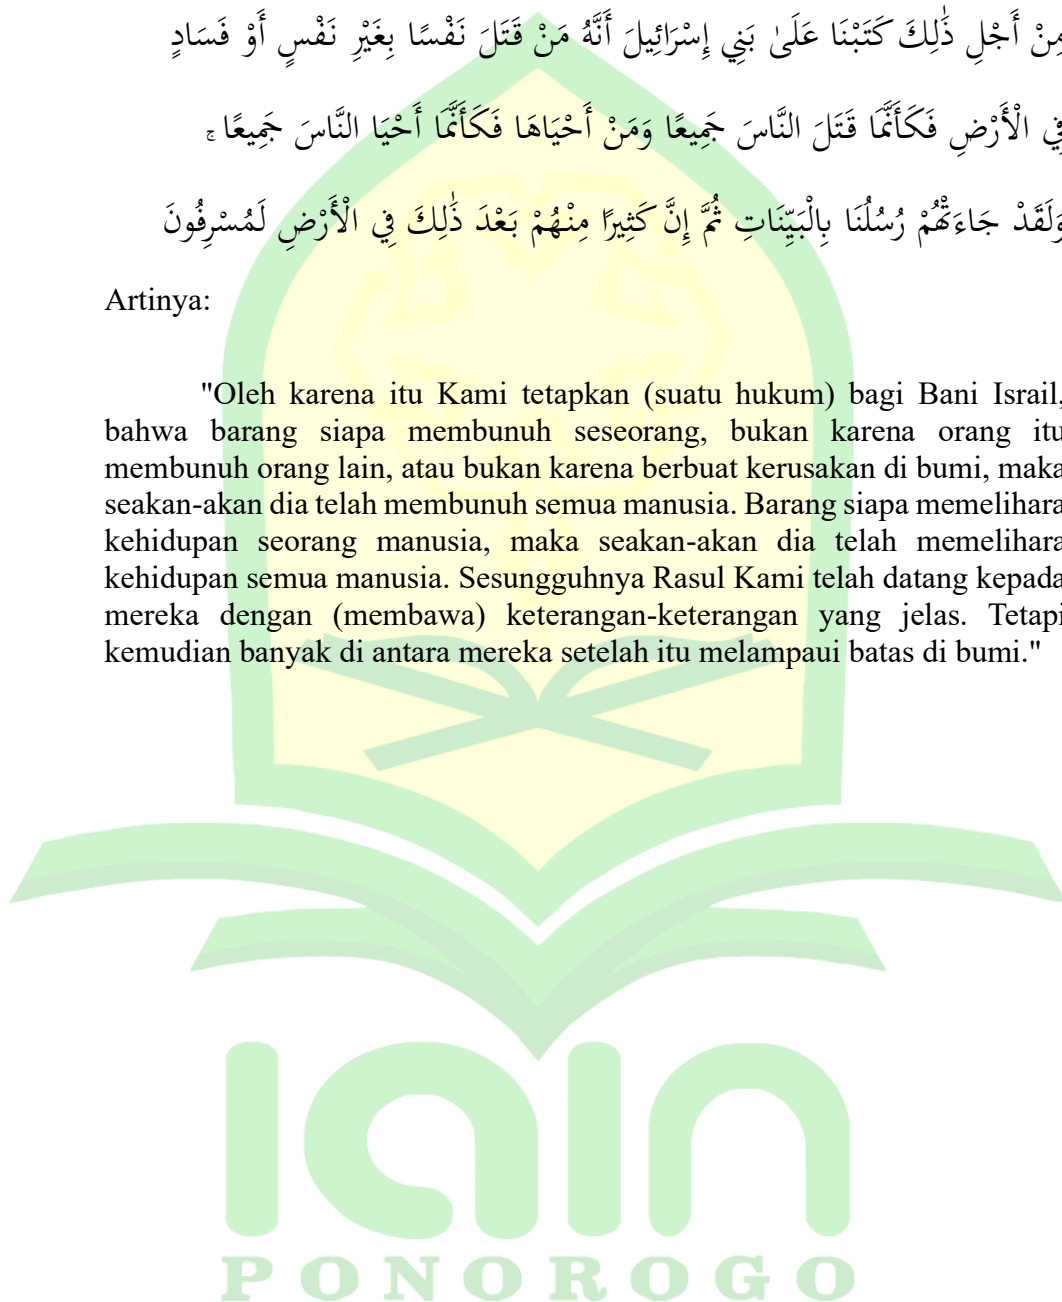 مِنْ أَجْلِ ذَٰلِكَ كَتَبْنَا عَلَىٰ بَنِي إِسْرَائِيلَ أَنَّهُ مَنْ قَتَلَ نَفْسًا بِغَيْرِ نَفْسٍ أَوْ فَسَادٍ
فِي الْأَرْضِ فَكَأَنَّمَا قَتَلَ النَّاسَ جَمِيعًا وَمَنْ أَحْيَاهَا فَكَأَنَّمَا أَحْيَا النَّاسَ جَمِيعًا ۚ
وَلَقَدْ جَاءَتْهُمْ رُسُلُنَا بِالْبَيِّنَاتِ ثُمَّ إِنَّ كَثِيرًا مِنْهُمْ بَعْدَ ذَٰلِكَ فِي الْأَرْضِ لَمُسْرِفُونَ
Artinya:
"Oleh karena itu Kami tetapkan (suatu hukum) bagi Bani Israil,
bahwa barang siapa membunuh seseorang, bukan karena orang itu
membunuh orang lain, atau bukan karena berbuat kerusakan di bumi, maka
seakan-akan dia telah membunuh semua manusia. Barang siapa memelihara
kehidupan seorang manusia, maka seakan-akan dia telah memelihara
kehidupan semua manusia. Sesungguhnya Rasul Kami telah datang kepada
mereka dengan (membawa) keterangan-keterangan yang jelas. Tetapi
kemudian banyak di antara mereka setelah itu melampaui batas di bumi."
iain
PONOROGO